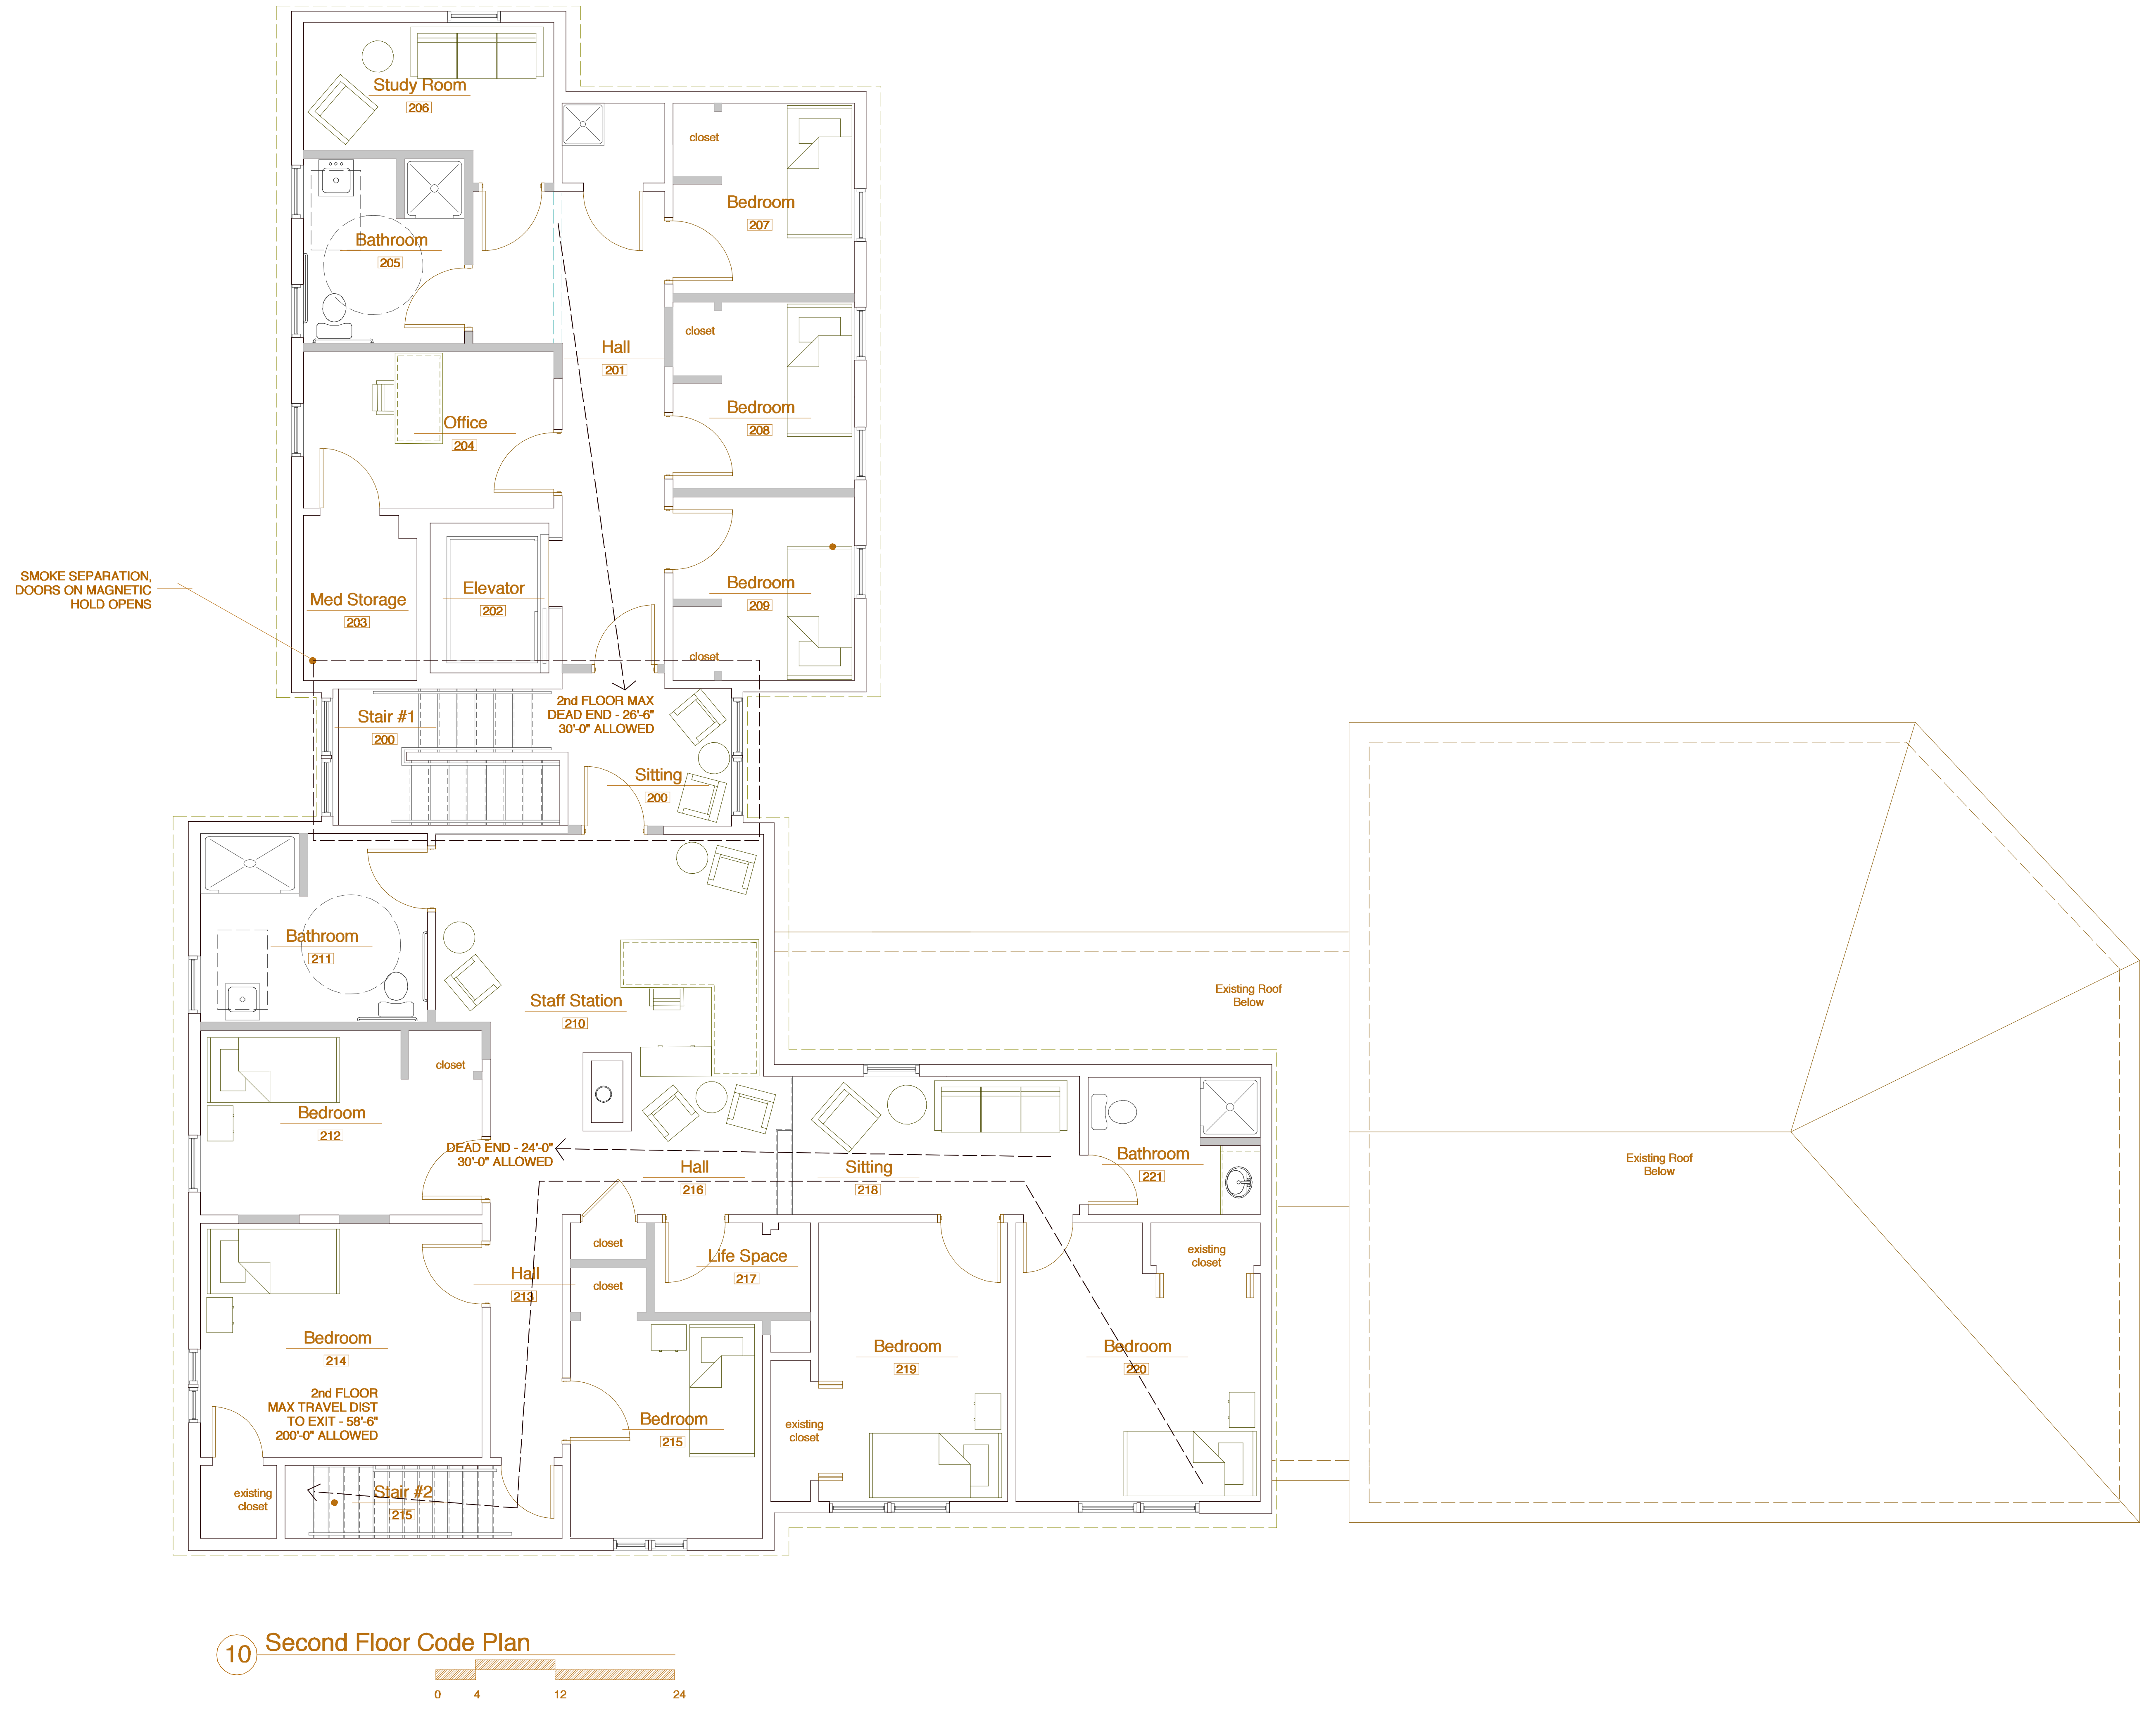 Study Room
206
closet
Bedroom
207
Bathroom
205
closet
Hall
201
Bedroom
208
Office
204
SMOKE SEPARATION,
DOORS ON MAGNETIC
HOLD OPENS
Med Storage
203
Elevator
202
Bedroom
209
closet
2nd FLOOR MAX
DEAD END - 26'-6"
30'-0" ALLOWED
Stair #1
200
Sitting
200
Bathroom
211
Staff Station
210
Existing Roof
Below
closet
Bedroom
212
DEAD END - 24'-0"
30'-0" ALLOWED
Hall
216
Sitting
218
Bathroom
221
Existing Roof
Below
closet
Life Space
217
existing
closet
Hall
213
closet
Bedroom
214
Bedroom
219
Bedroom
220
2nd FLOOR
MAX TRAVEL DIST
TO EXIT - 58'-6"
200'-0" ALLOWED
Bedroom
215
existing
closet
existing
closet
Stair #2
215
10
Second Floor Code Plan
0 4 12 24